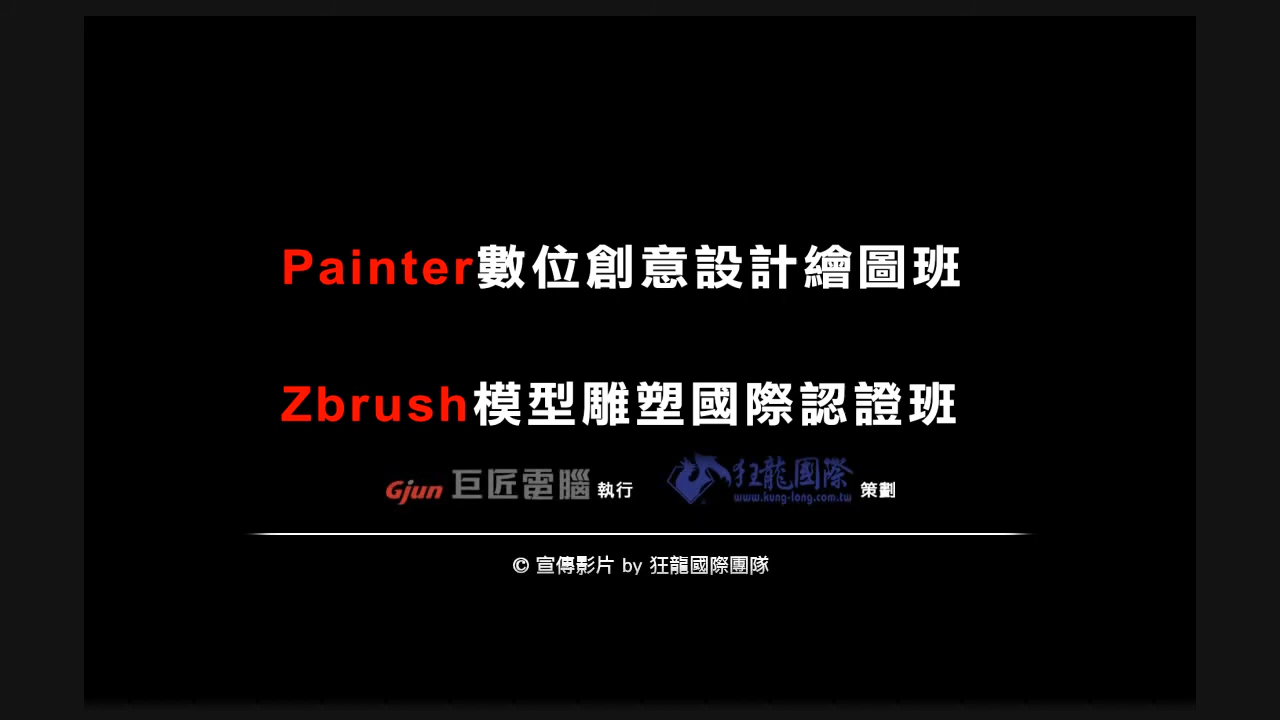 Painter數位創意設計繪圖班
Zbrush模型雕塑國際認證班
Gjun 巨匠電腦 執行 狂龍國際 www.kung-long.com.tw 策劃
© 宣傳影片 by 狂龍國際團隊